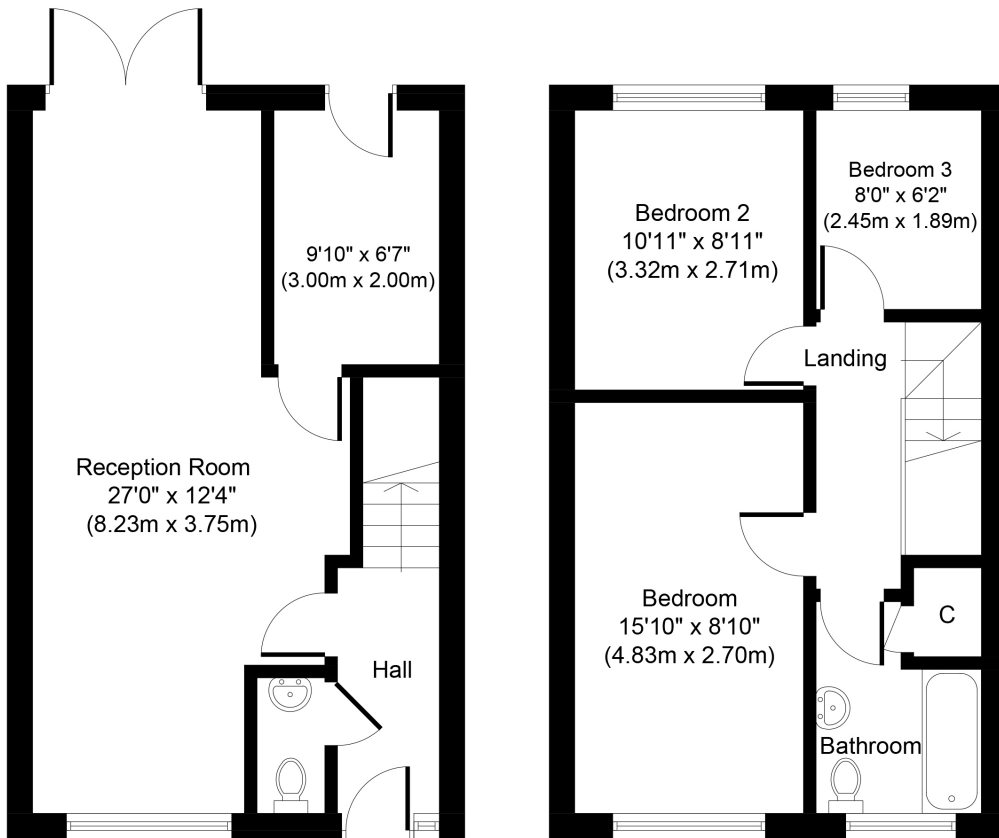 9'10" x 6'7"
(3.00m x 2.00m)
Reception Room
27'0" x 12'4"
(8.23m x 3.75m)
Hall
Bedroom 2
10'11" x 8'11"
(3.32m x 2.71m)
Bedroom 3
8'0" x 6'2"
(2.45m x 1.89m)
Landing
Bedroom
15'10" x 8'10"
(4.83m x 2.70m)
C
Bathroom